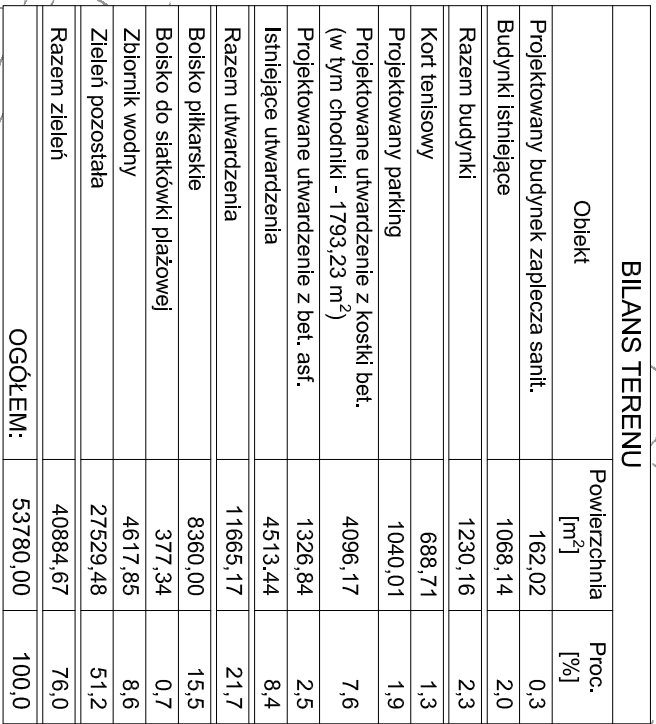 BILANS TERENU
Obiekt Powierzchnia [m²] Proc. [%]
Projektowany budynek zaplecza sanit. 162,02 0,3
Budynki istniejące 1068,14 2,0
Razem budynki 1230,16 2,3
Kort tenisowy 688,71 1,3
Projektowany parking 1040,01 1,9
Projektowane utwardzenie z kostki bet.
(w tym chodniki - 1793,23 m²) 4096,17 7,6
Projektowane utwardzenie z bet. asf. 1326,84 2,5
Istniejące utwardzenia 4513.44 8,4
Razem utwardzenia 11665,17 21,7
Boisko piłkarskie 8360,00 15,5
Boisko do siatkówki plażowej 377,34 0,7
Zbiornik wodny 4617,85 8,6
Zieleń pozostała 27529,48 51,2
Razem zieleń 40884,67 76,0
OGÓŁEM: 53780,00 100,0